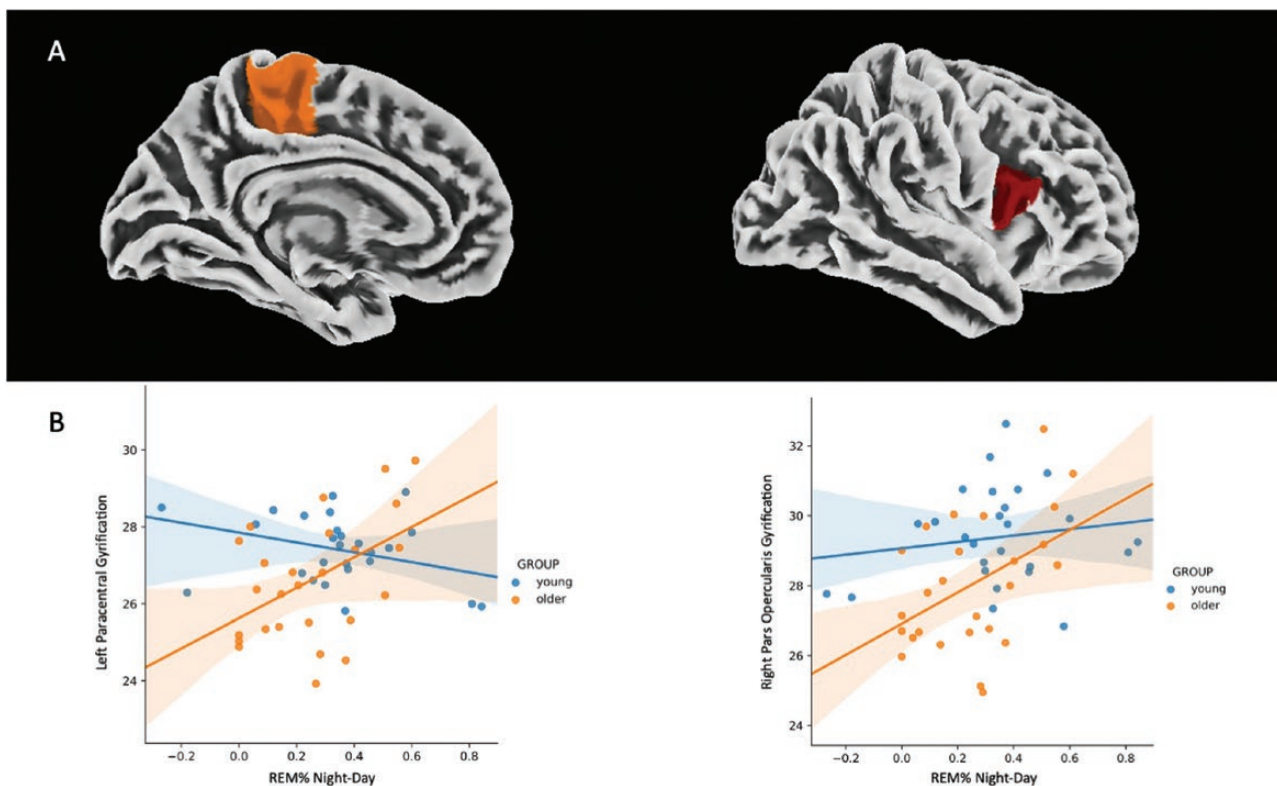 A
B
Left Paracentral Gyrification
30
28
26
24
−0.2 0.0 0.2 0.4 0.6 0.8
REM% Night-Day
GROUP
young
older
Right Pars Opercularis Gyrification
32
30
28
26
24
−0.2 0.0 0.2 0.4 0.6 0.8
REM% Night-Day
GROUP
young
older